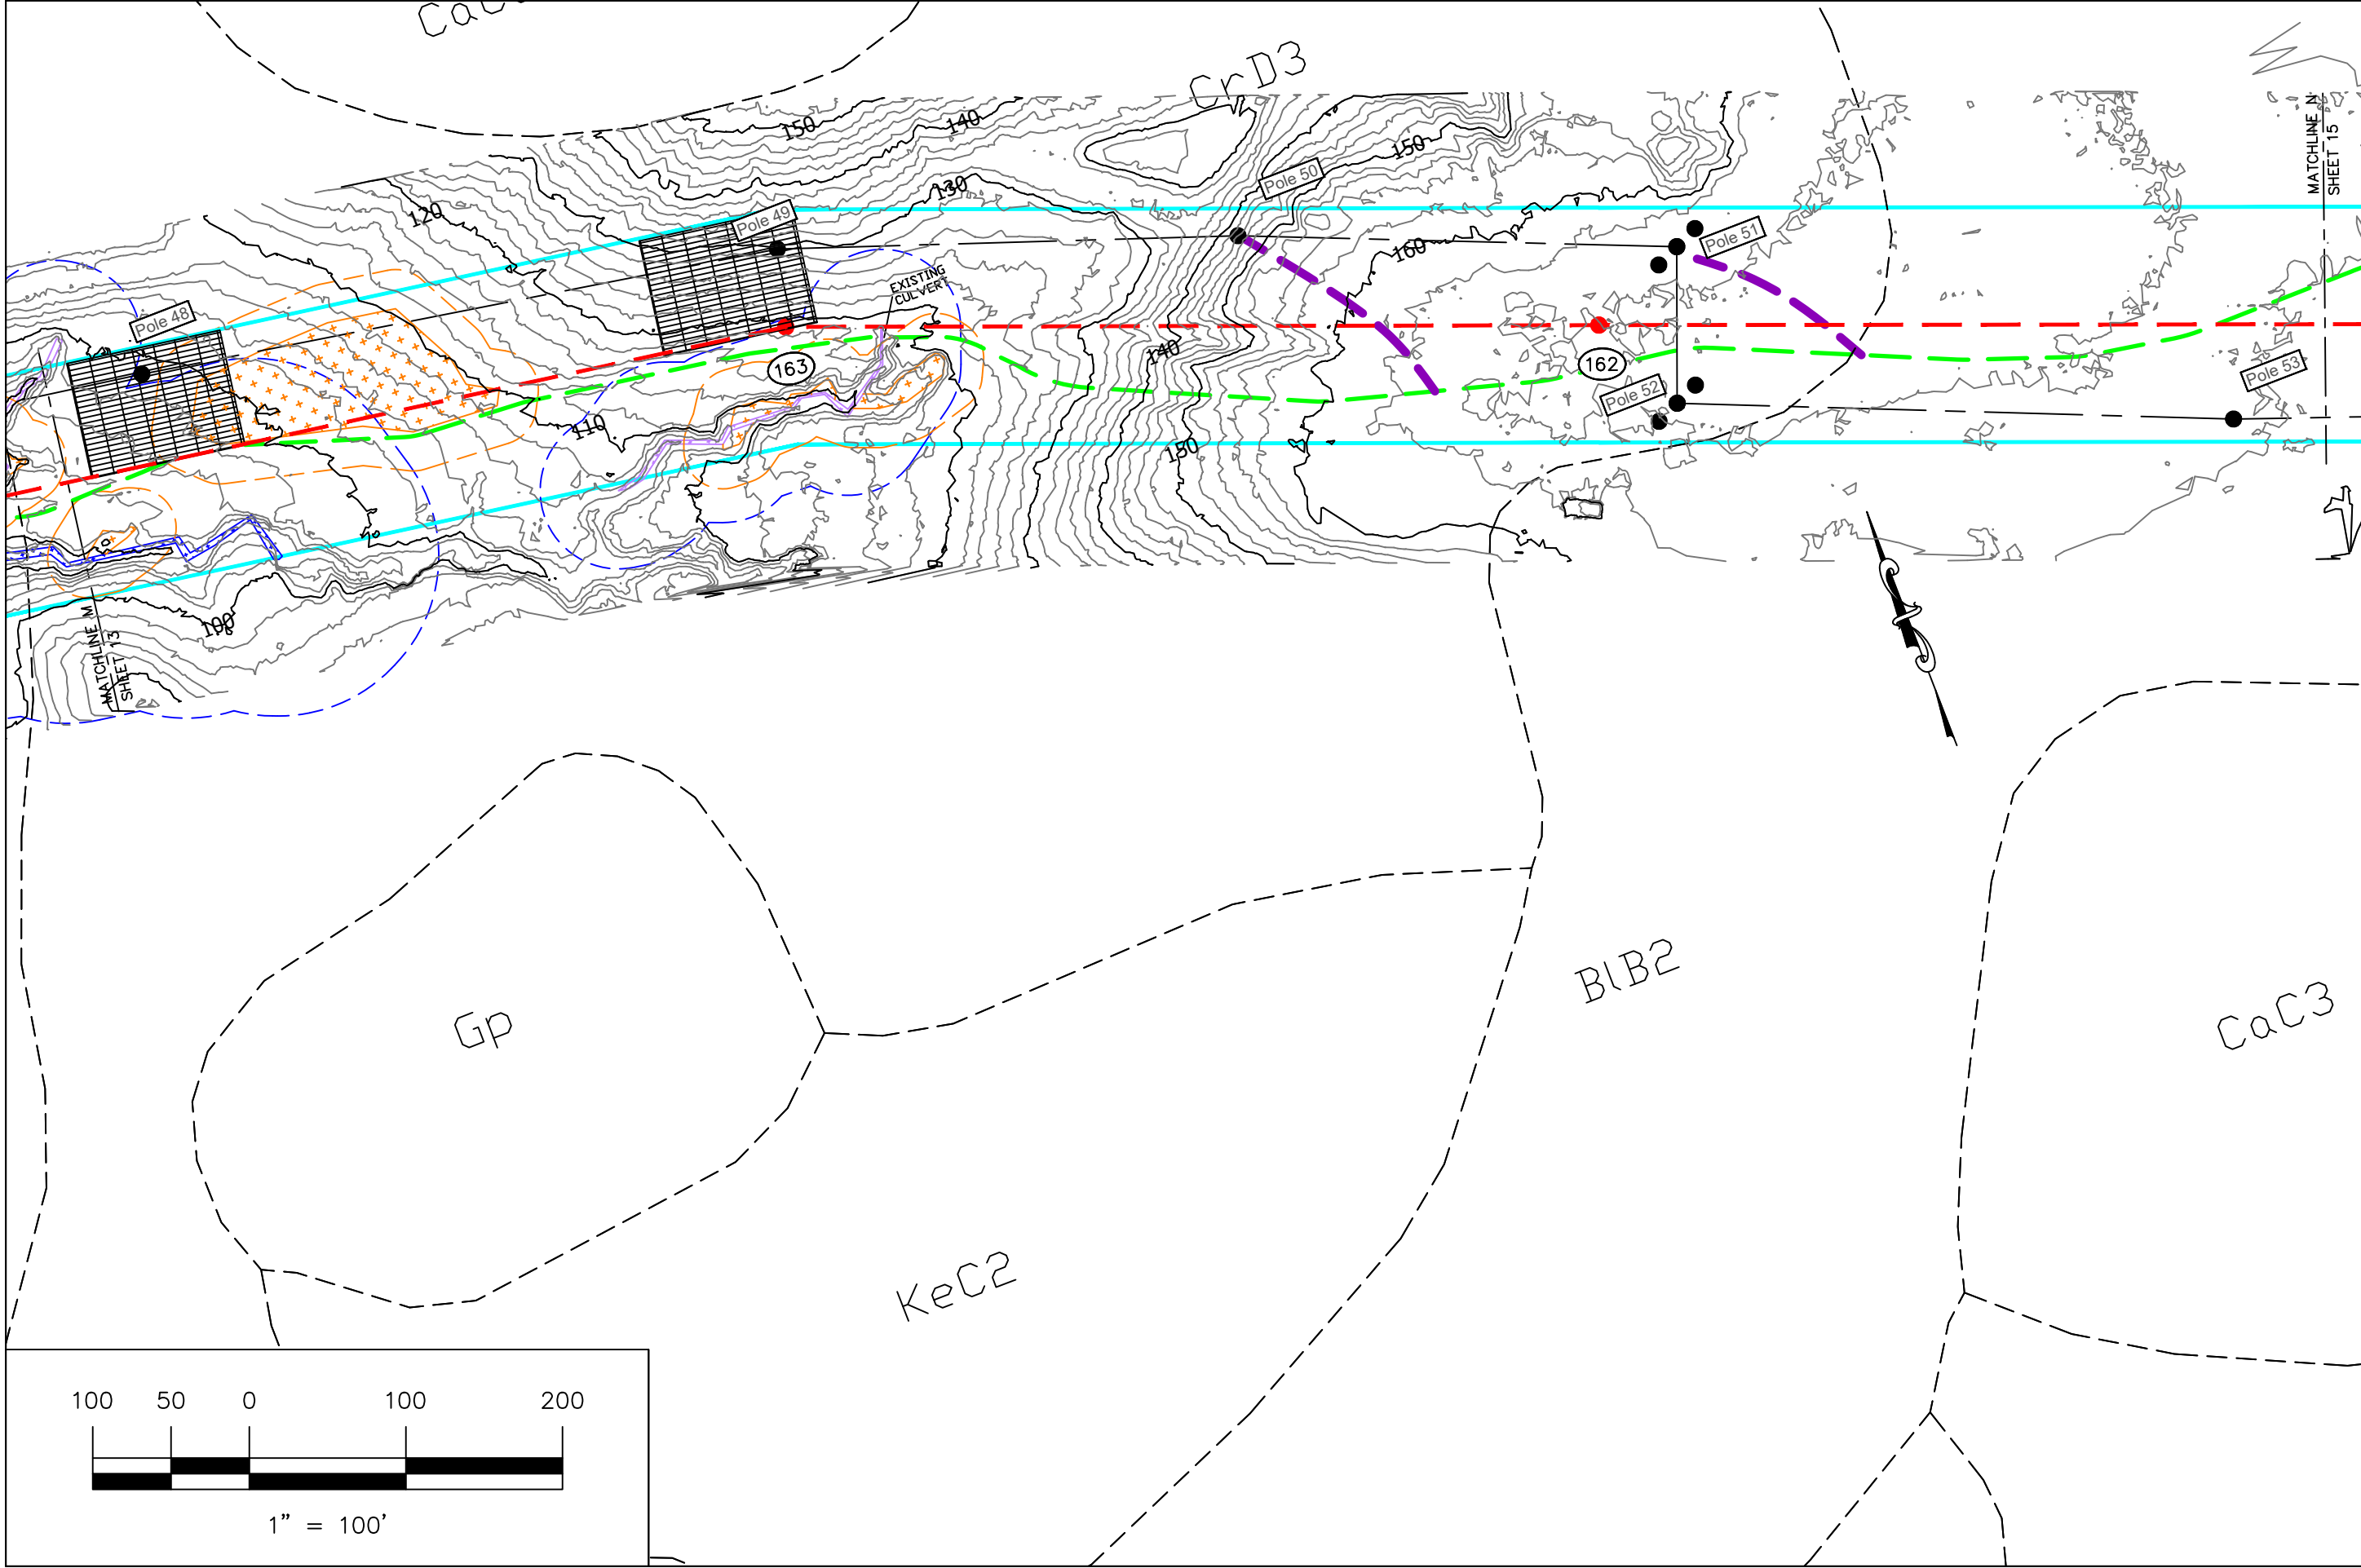 CrD3
150
140
150
130
120
Pole 50
Pole 49
Pole 51
160
MATCHLINE N
SHEET 15
EXISTING
CULVERT
Pole 48
140
163
162
Pole 52
Pole 53
110
150
100
MATCHLINE M
SHEET 13
Gp
BlB2
CaC3
KeC2
100 50 0 100 200
1" = 100'